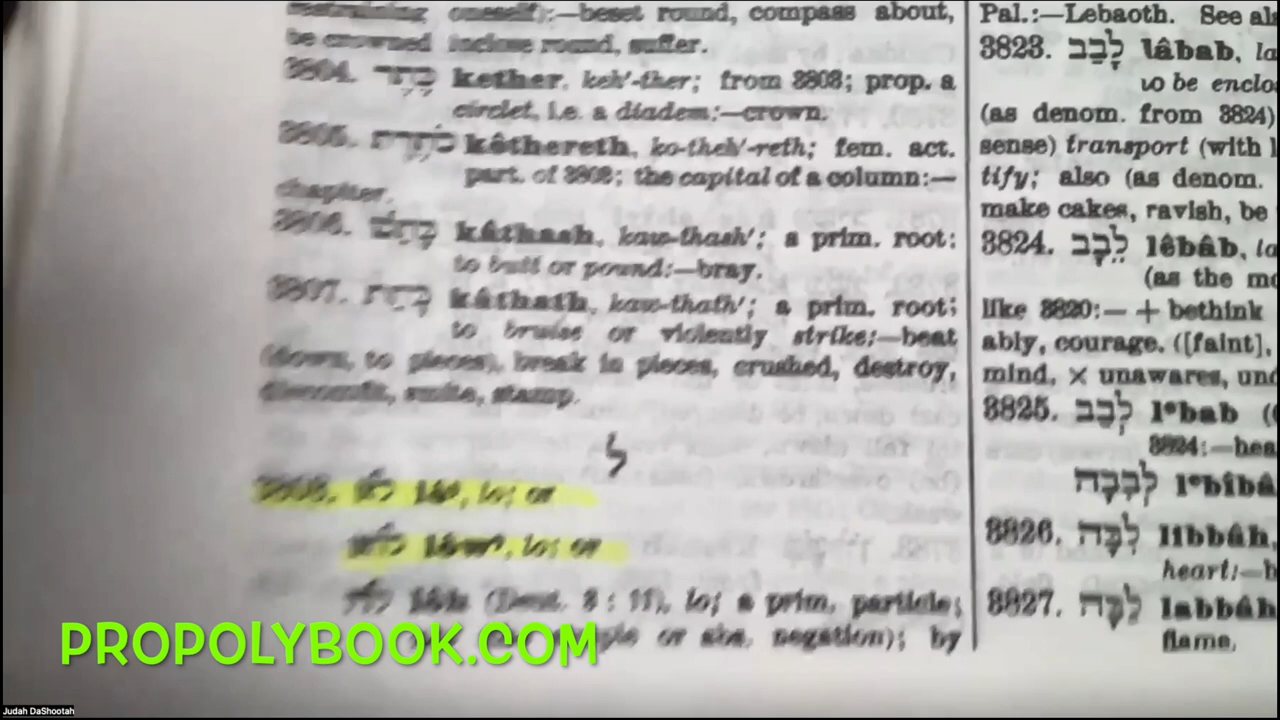 restraining oneself):—beset round, compass about,
be crowned inclose round, suffer.
3804. כֶּתֶר kether, keh'-ther; from 3803; prop. a
circlet, i.e. a diadem:—crown.
3805. כֹּתֶרֶת kôthereth, ko-theh'-reth; fem. act.
part. of 3803; the capital of a column:—
chapiter.
3806. כָּתַשׁ kâthash, kaw-thash'; a prim. root;
to butt or pound:—bray.
3807. כָּתַת kâthath, kaw-thath'; a prim. root;
to bruise or violently strike:—beat
(down, to pieces), break in pieces, crushed, destroy,
discomfit, smite, stamp.
ל
3808. לֹא lô', lo; or
לוֹא lo; or
(Deut. 3 : 11), lo; a prim. particle;
or abs. negation); by
Pal.:—Lebaoth. See al
3823. לָבַב lâbab, la
to be enclo
(as denom. from 3824)
sense) transport (with l
tify; also (as denom.
make cakes, ravish, be
3824. לֵבָב lêbâb, l
(as the mo
like 3820:— + bethink
ably, courage. ([faint],
mind, × unawares, und
3825. לְבַב lᵉbab (
3824:—hea
לְבִבָה lᵉbîbâ
3826. לִבָּה libbâh,
heart:—h
3827. לַבָּה labbâh
flame.
PROPOLYBOOK.COM
Judah DaShootah